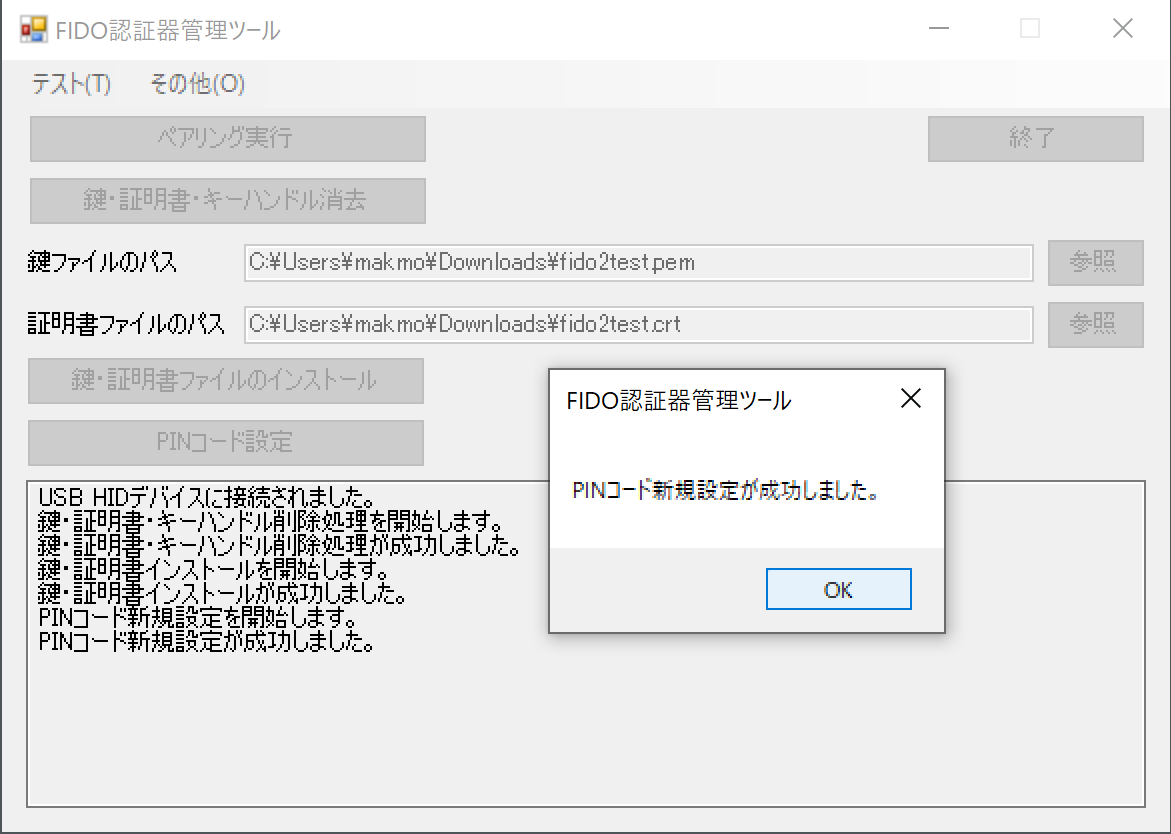 FIDO認証器管理ツール
テスト(T) その他(O)
ペアリング実行 終了
鍵・証明書・キーハンドル消去
鍵ファイルのパス C:¥Users¥makmo¥Downloads¥fido2test.pem 参照
証明書ファイルのパス C:¥Users¥makmo¥Downloads¥fido2test.crt 参照
鍵・証明書ファイルのインストール
PINコード設定
FIDO認証器管理ツール
PINコード新規設定が成功しました。
OK
USB HIDデバイスに接続されました。
鍵・証明書・キーハンドル削除処理を開始します。
鍵・証明書・キーハンドル削除処理が成功しました。
鍵・証明書インストールを開始します。
鍵・証明書インストールが成功しました。
PINコード新規設定を開始します。
PINコード新規設定が成功しました。